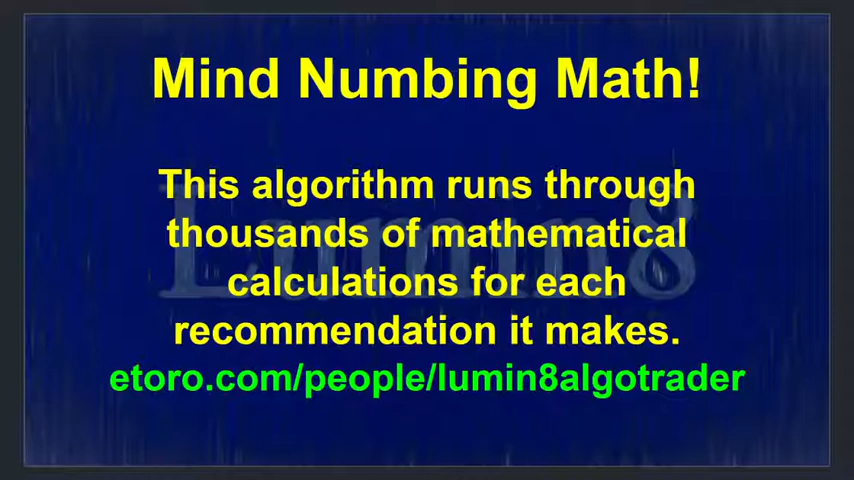 Mind Numbing Math!
This algorithm runs through
thousands of mathematical
calculations for each
recommendation it makes.
etoro.com/people/lumin8algotrader
Lumin8